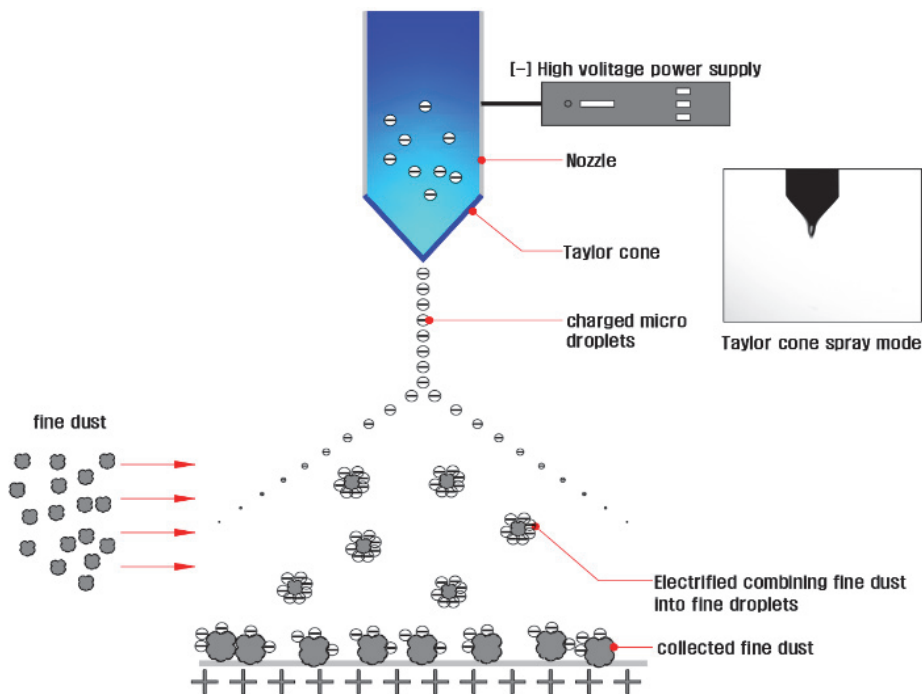 [-] High volitage power supply
Nozzle
Taylor cone
charged micro
droplets
Taylor cone spray mode
fine dust
Electrified combining fine dust
into fine droplets
collected fine dust